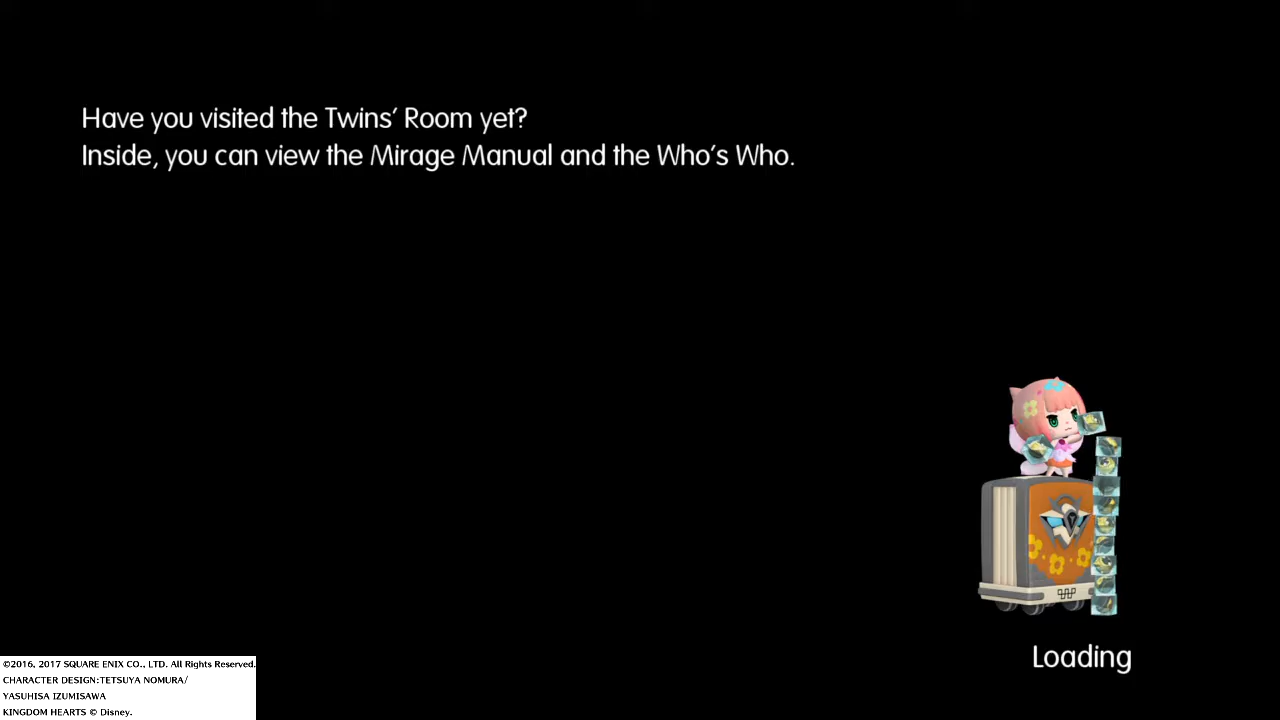 Have you visited the Twins' Room yet?
Inside, you can view the Mirage Manual and the Who's Who.
Loading
©2016, 2017 SQUARE ENIX CO., LTD. All Rights Reserved.
CHARACTER DESIGN:TETSUYA NOMURA/
YASUHISA IZUMISAWA
KINGDOM HEARTS © Disney.